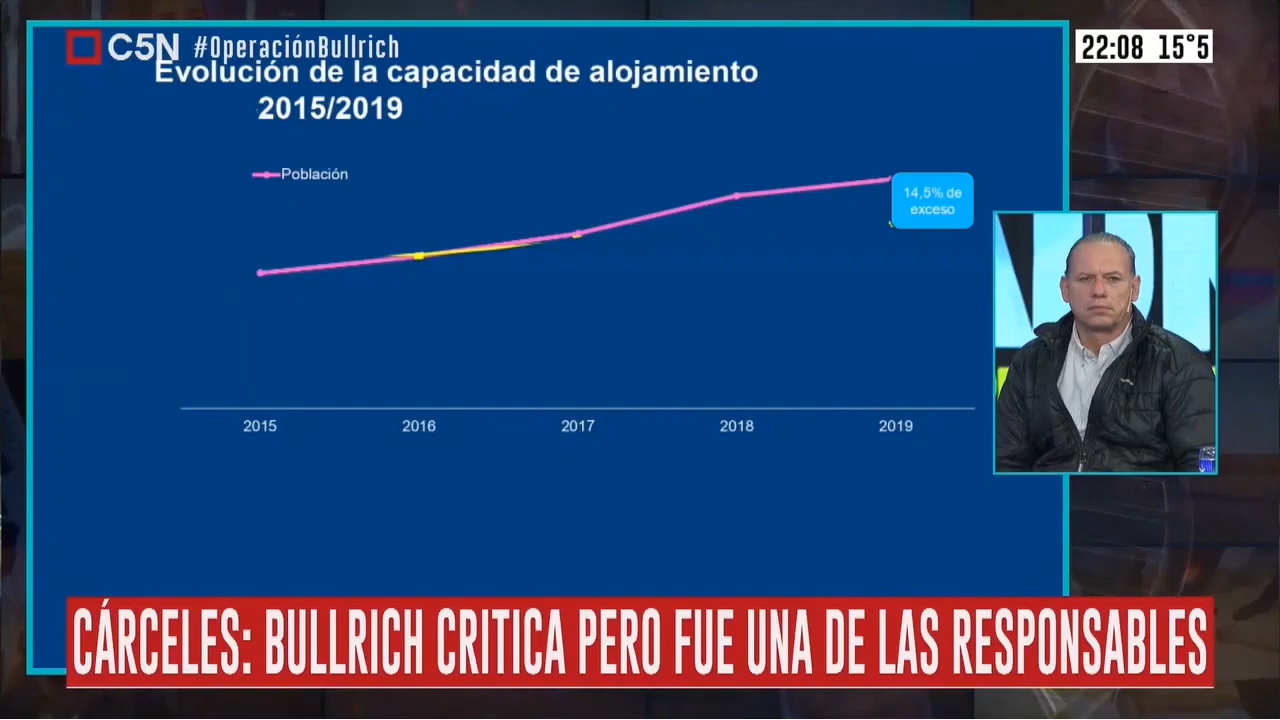 C5N #OperaciónBullrich
22:08 15°5
Evolución de la capacidad de alojamiento
2015/2019
Población
14,5% de
exceso
2015 2016 2017 2018 2019
CÁRCELES: BULLRICH CRITICA PERO FUE UNA DE LAS RESPONSABLES